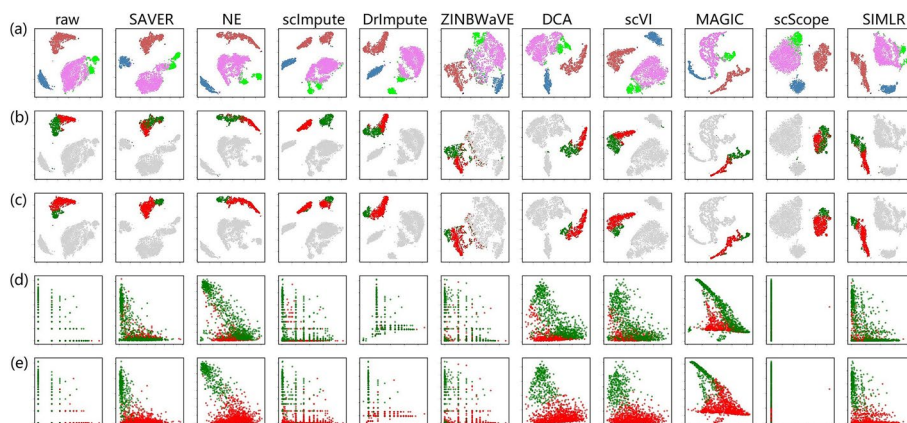 raw SAVER NE scImpute DrImpute ZINBWaVE DCA scVI MAGIC scScope SIMLR
(a)
(b)
(c)
(d)
(e)